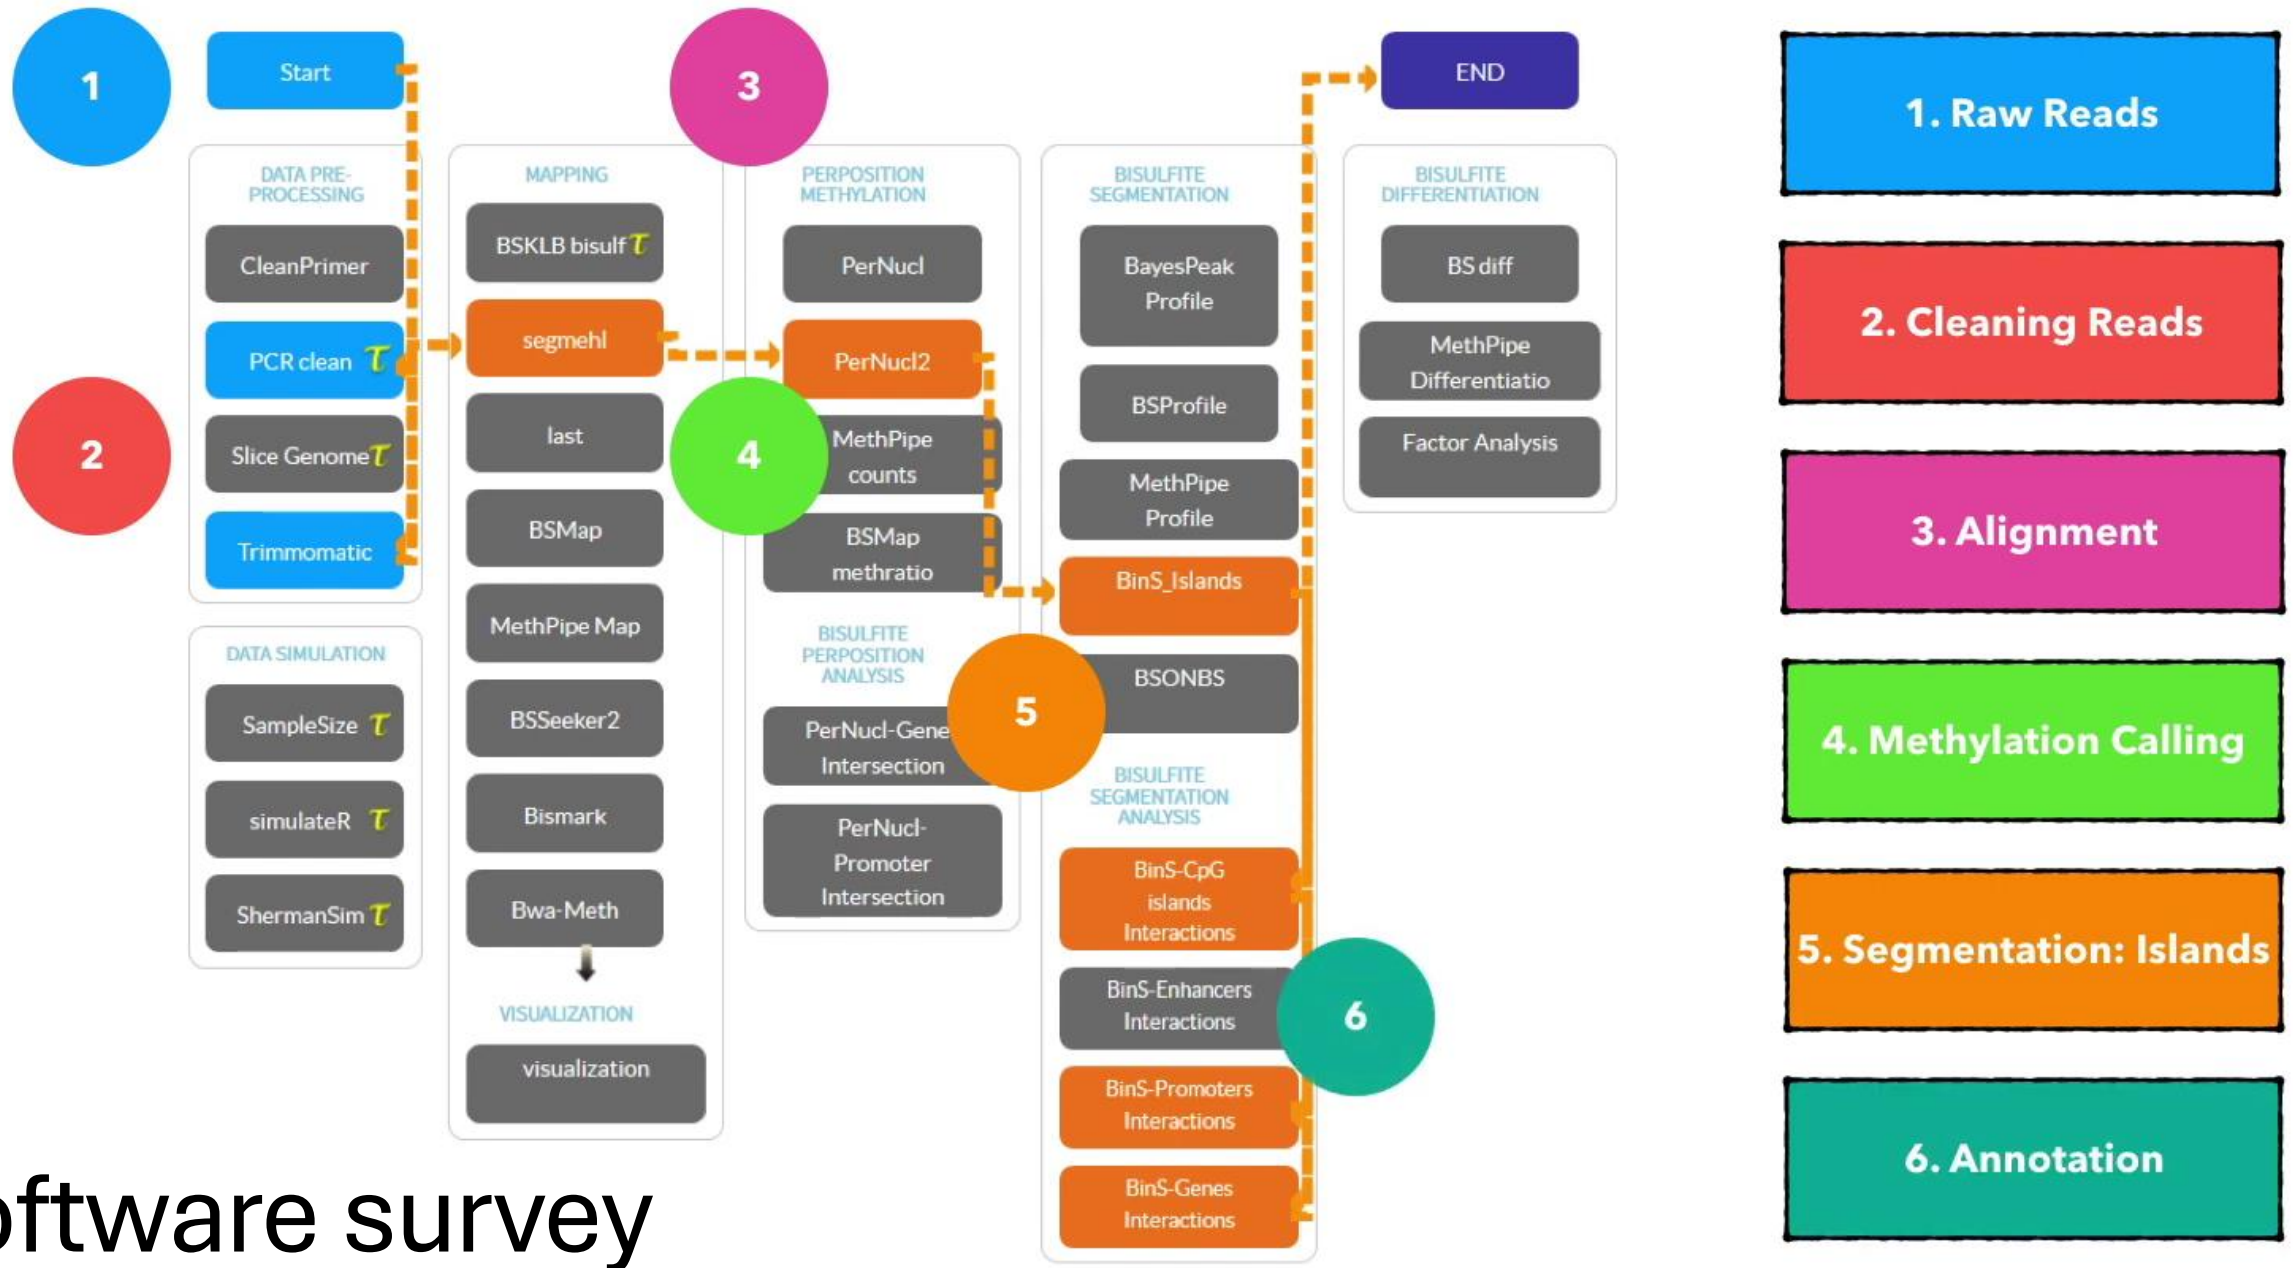 1
Start
3
END
DATA PRE-
PROCESSING
CleanPrimer
PCR clean τ
2
Slice Genome τ
Trimmomatic
DATA SIMULATION
SampleSize τ
simulateR τ
ShermanSim τ
MAPPING
BSKLB bisulf τ
segmehl
last
BSMap
MethPipe Map
BSSeeker2
Bismark
Bwa-Meth
VISUALIZATION
visualization
PERPOSITION
METHYLATION
PerNucl
PerNucl2
4
MethPipe
counts
BSMap
methratio
BISULFITE
PERPOSITION
ANALYSIS
PerNucl-Gene
Intersection
PerNucl-
Promoter
Intersection
BISULFITE
SEGMENTATION
BayesPeak
Profile
BSProfile
MethPipe
Profile
BinS_Islands
5
BSONBS
BISULFITE
SEGMENTATION
ANALYSIS
BinS-CpG
islands
Interactions
BinS-Enhancers
Interactions
6
BinS-Promoters
Interactions
BinS-Genes
Interactions
BISULFITE
DIFFERENTIATION
BS diff
MethPipe
Differentiatio
Factor Analysis
1. Raw Reads
2. Cleaning Reads
3. Alignment
4. Methylation Calling
5. Segmentation: Islands
6. Annotation
oftware survey